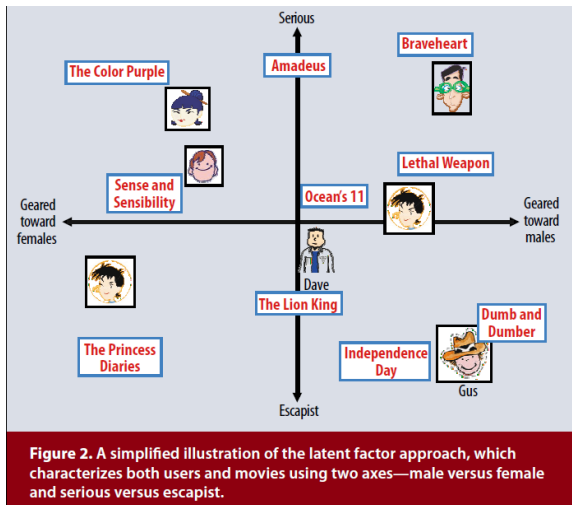 Serious
Braveheart
Amadeus
The Color Purple
Lethal Weapon
Sense and
Sensibility
Ocean's 11
Geared
toward
females
Geared
toward
males
Dave
The Lion King
Dumb and
Dumber
The Princess
Diaries
Independence
Day
Gus
Escapist
Figure 2. A simplified illustration of the latent factor approach, which
characterizes both users and movies using two axes—male versus female
and serious versus escapist.